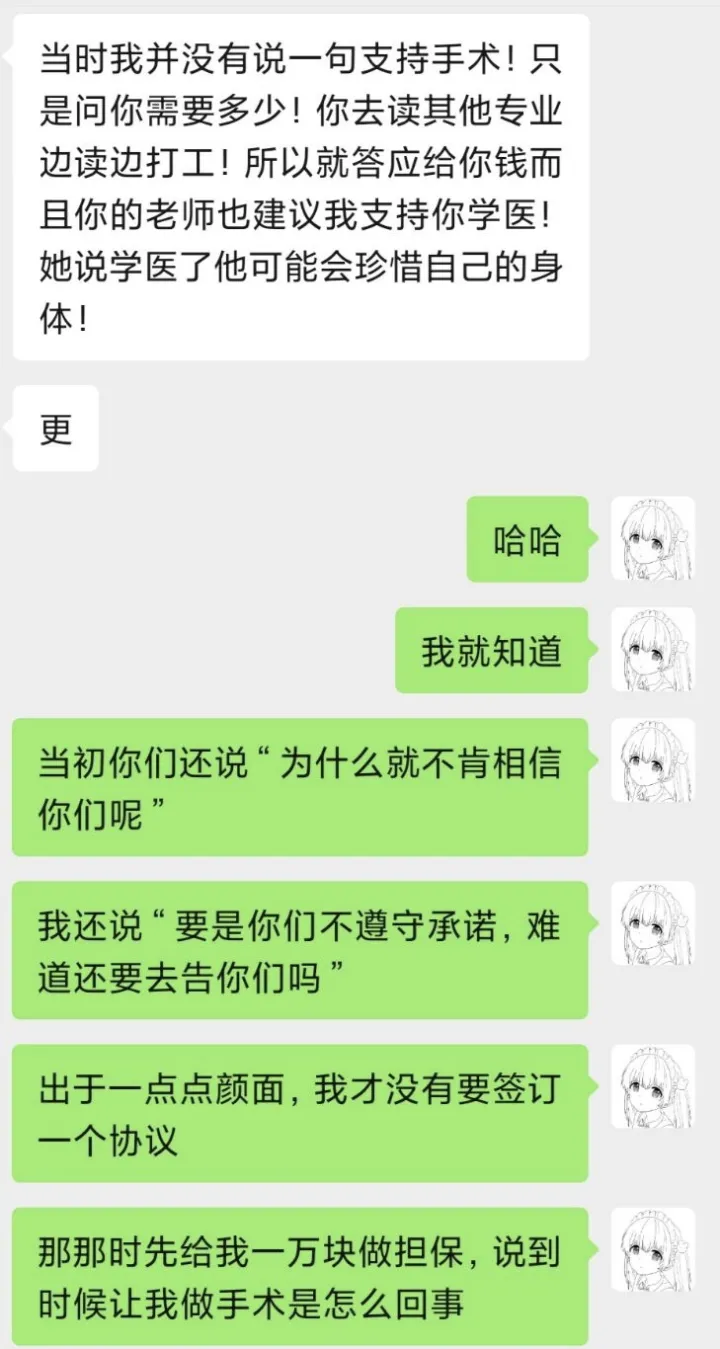 当时我并没有说一句支持手术！只
是问你需要多少！你去读其他专业
边读边打工！所以就答应给你钱而
且你的老师也建议我支持你学医！
她说学医了他可能会珍惜自己的身
体！
更
哈哈
我就知道
当初你们还说“为什么就不肯相信
你们呢”
我还说“要是你们不遵守承诺，难
道还要去告你们吗”
出于一点点颜面，我才没有要签订
一个协议
那那时先给我一万块做担保，说到
时候让我做手术是怎么回事